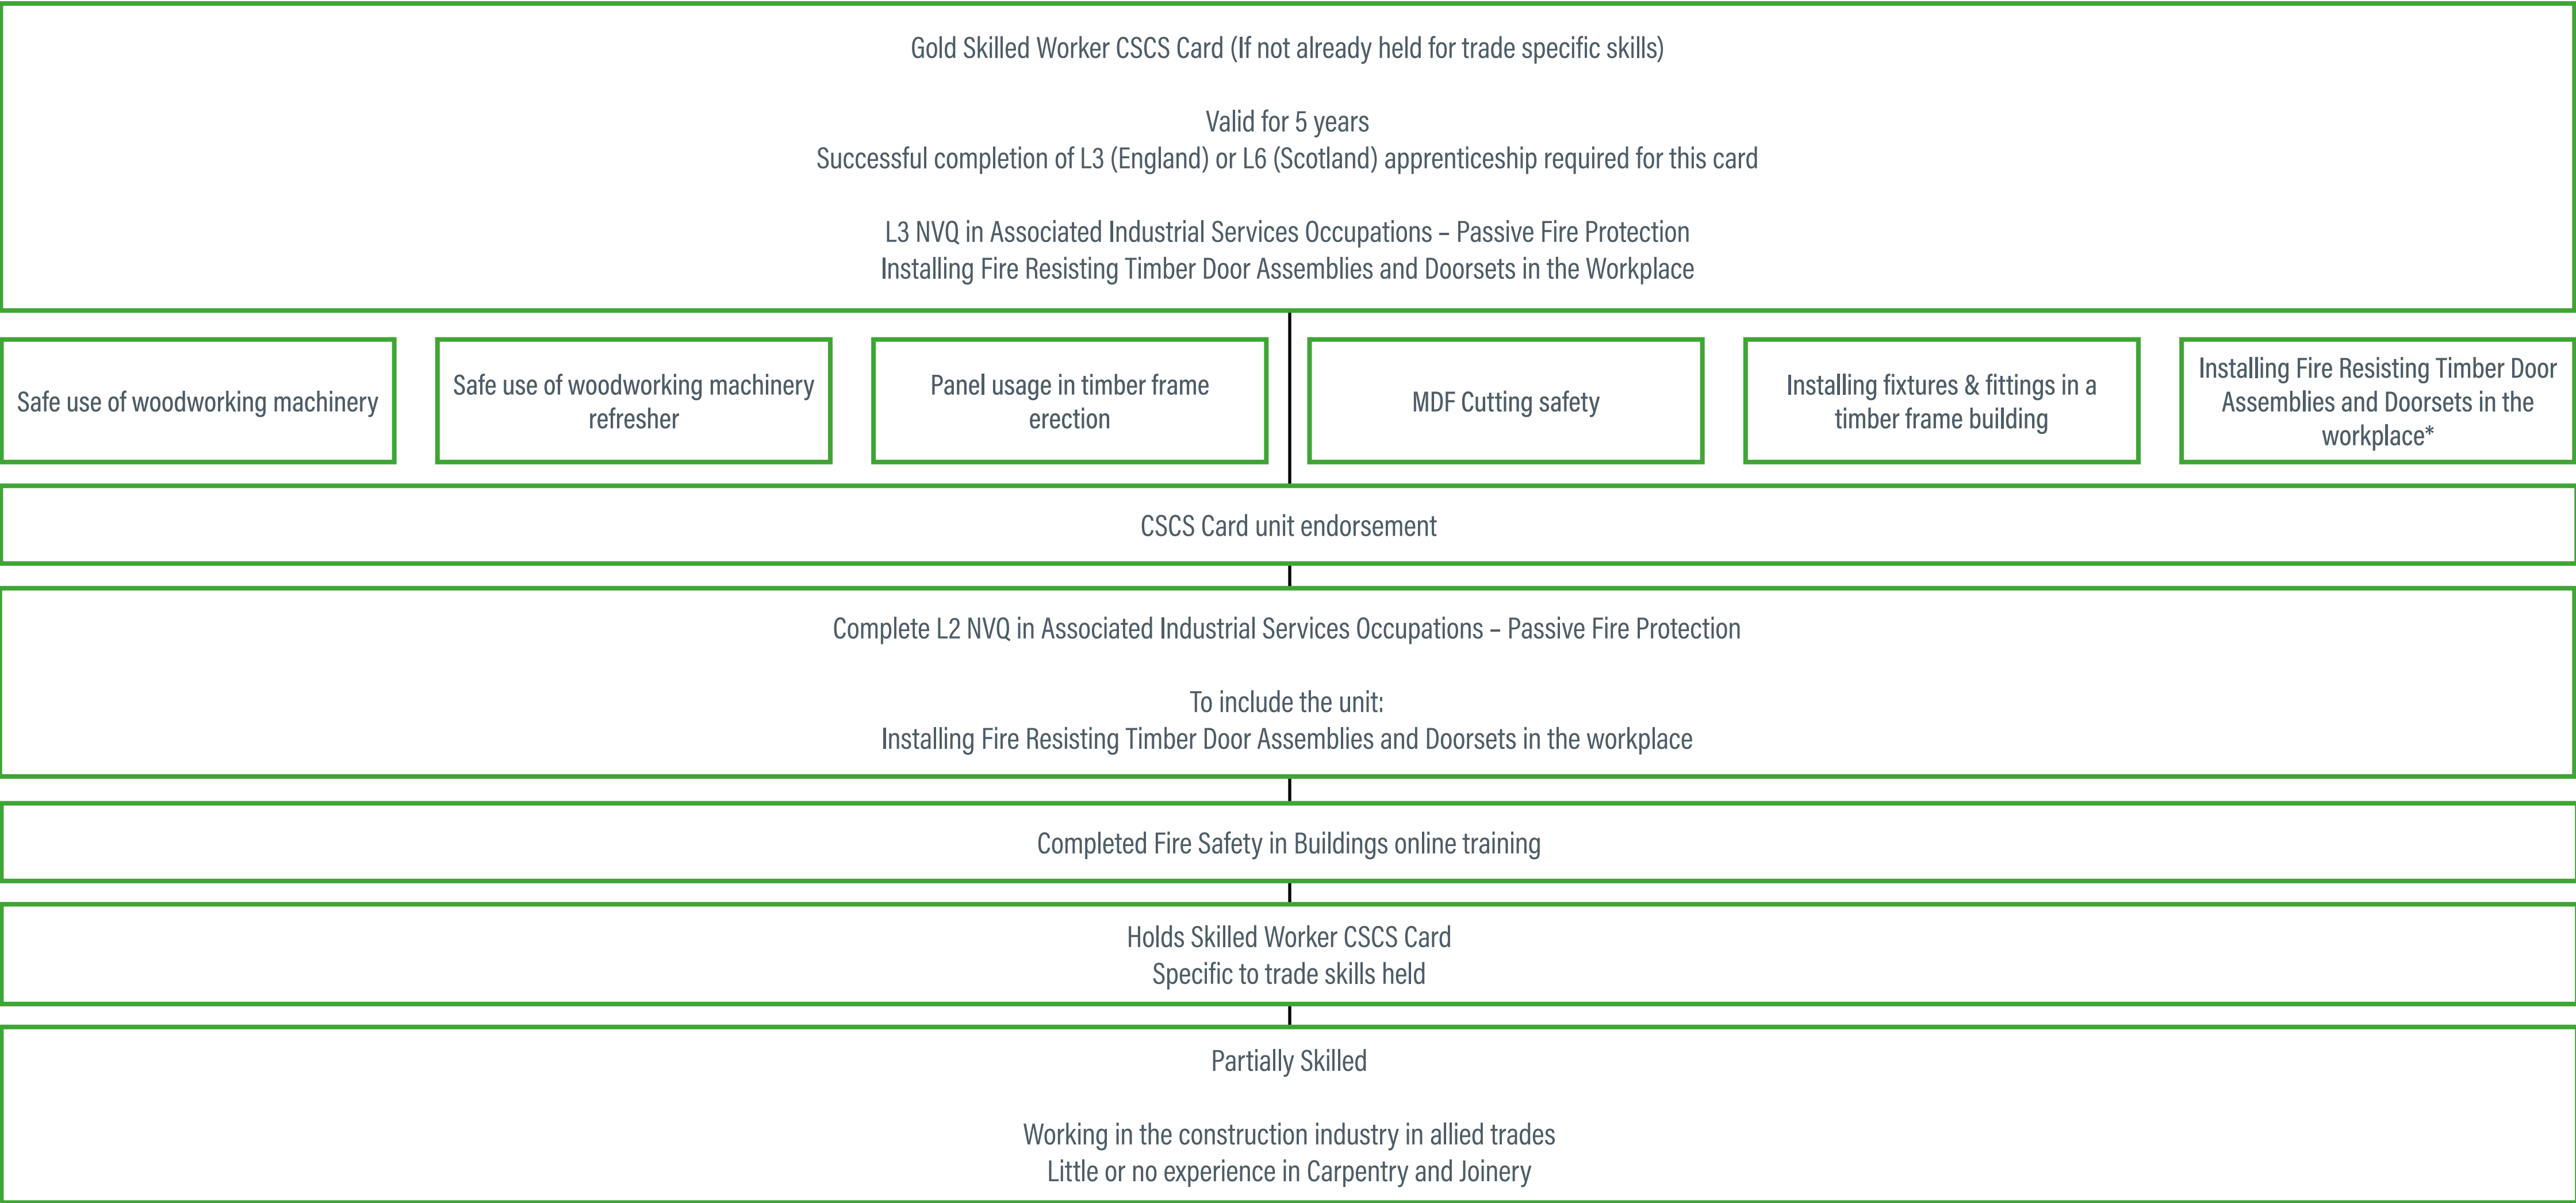 Gold Skilled Worker CSCS Card (If not already held for trade specific skills)
Valid for 5 years
Successful completion of L3 (England) or L6 (Scotland) apprenticeship required for this card
L3 NVQ in Associated Industrial Services Occupations – Passive Fire Protection
Installing Fire Resisting Timber Door Assemblies and Doorsets in the Workplace
Safe use of woodworking machinery
Safe use of woodworking machinery
refresher
Panel usage in timber frame
erection
MDF Cutting safety
Installing fixtures & fittings in a
timber frame building
Installing Fire Resisting Timber Door
Assemblies and Doorsets in the
workplace*
CSCS Card unit endorsement
Complete L2 NVQ in Associated Industrial Services Occupations – Passive Fire Protection
To include the unit:
Installing Fire Resisting Timber Door Assemblies and Doorsets in the workplace
Completed Fire Safety in Buildings online training
Holds Skilled Worker CSCS Card
Specific to trade skills held
Partially Skilled
Working in the construction industry in allied trades
Little or no experience in Carpentry and Joinery